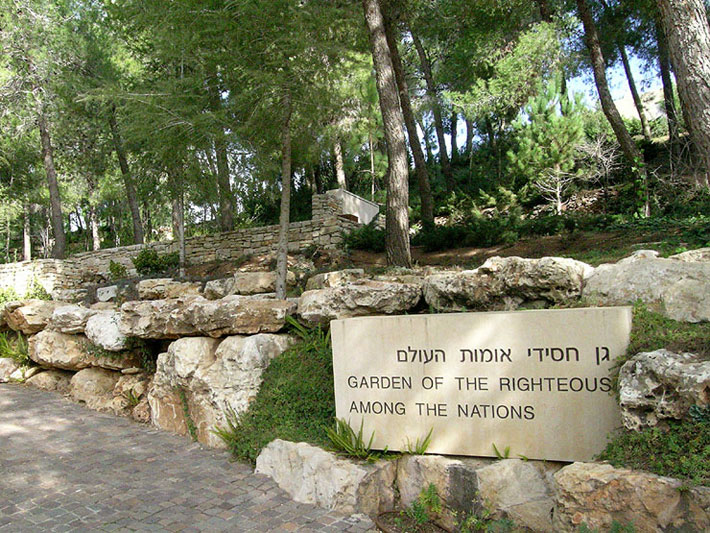 גן חסידי אומות העולם
GARDEN OF THE RIGHTEOUS
AMONG THE NATIONS